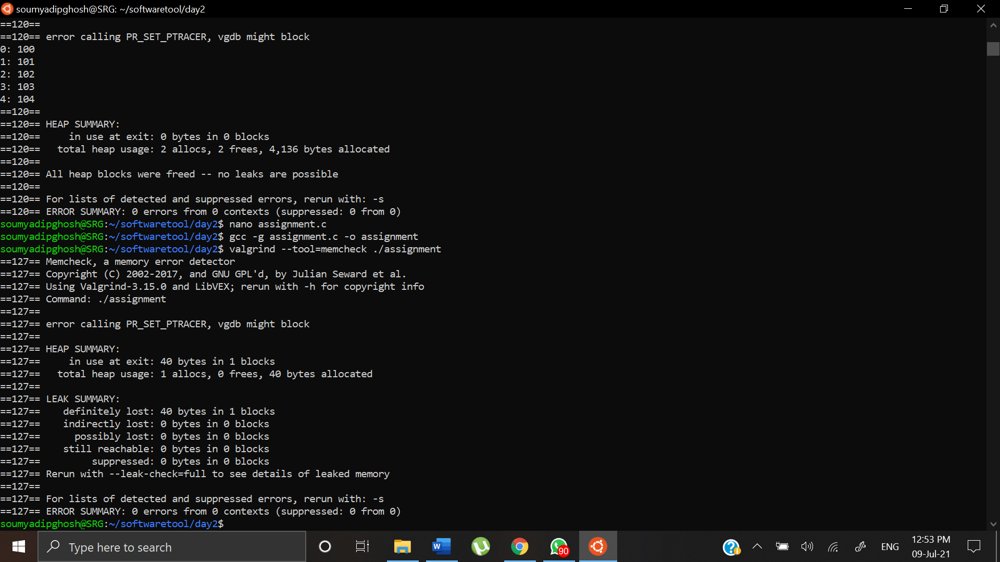 soumyadipghosh@SRG: ~/softwaretool/day2
==120==
==120== error calling PR_SET_PTRACER, vgdb might block
0: 100
1: 101
2: 102
3: 103
4: 104
==120==
==120== HEAP SUMMARY:
==120==     in use at exit: 0 bytes in 0 blocks
==120==   total heap usage: 2 allocs, 2 frees, 4,136 bytes allocated
==120==
==120== All heap blocks were freed -- no leaks are possible
==120==
==120== For lists of detected and suppressed errors, rerun with: -s
==120== ERROR SUMMARY: 0 errors from 0 contexts (suppressed: 0 from 0)
soumyadipghosh@SRG:~/softwaretool/day2$ nano assignment.c
soumyadipghosh@SRG:~/softwaretool/day2$ gcc -g assignment.c -o assignment
soumyadipghosh@SRG:~/softwaretool/day2$ valgrind --tool=memcheck ./assignment
==127== Memcheck, a memory error detector
==127== Copyright (C) 2002-2017, and GNU GPL'd, by Julian Seward et al.
==127== Using Valgrind-3.15.0 and LibVEX; rerun with -h for copyright info
==127== Command: ./assignment
==127==
==127== error calling PR_SET_PTRACER, vgdb might block
==127==
==127== HEAP SUMMARY:
==127==     in use at exit: 40 bytes in 1 blocks
==127==   total heap usage: 1 allocs, 0 frees, 40 bytes allocated
==127==
==127== LEAK SUMMARY:
==127==    definitely lost: 40 bytes in 1 blocks
==127==    indirectly lost: 0 bytes in 0 blocks
==127==      possibly lost: 0 bytes in 0 blocks
==127==    still reachable: 0 bytes in 0 blocks
==127==         suppressed: 0 bytes in 0 blocks
==127== Rerun with --leak-check=full to see details of leaked memory
==127==
==127== For lists of detected and suppressed errors, rerun with: -s
==127== ERROR SUMMARY: 0 errors from 0 contexts (suppressed: 0 from 0)
soumyadipghosh@SRG:~/softwaretool/day2$
Type here to search
W
90
ENG
12:53 PM
09-Jul-21